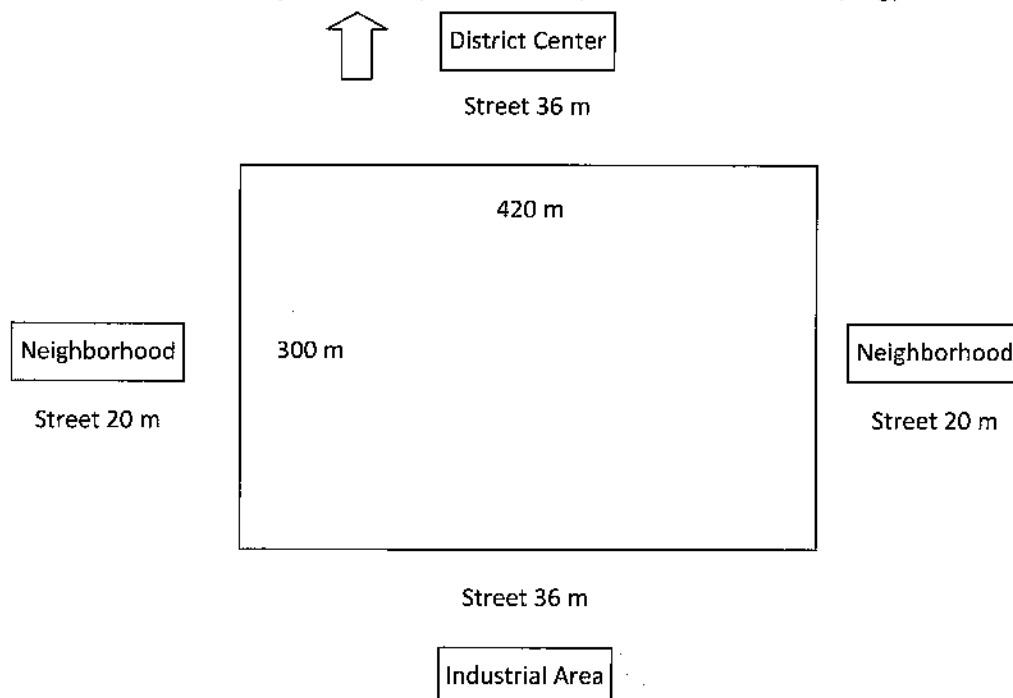 District Center
Street 36 m
420 m
Neighborhood
300 m
Neighborhood
Street 20 m
Street 20 m
Street 36 m
Industrial Area